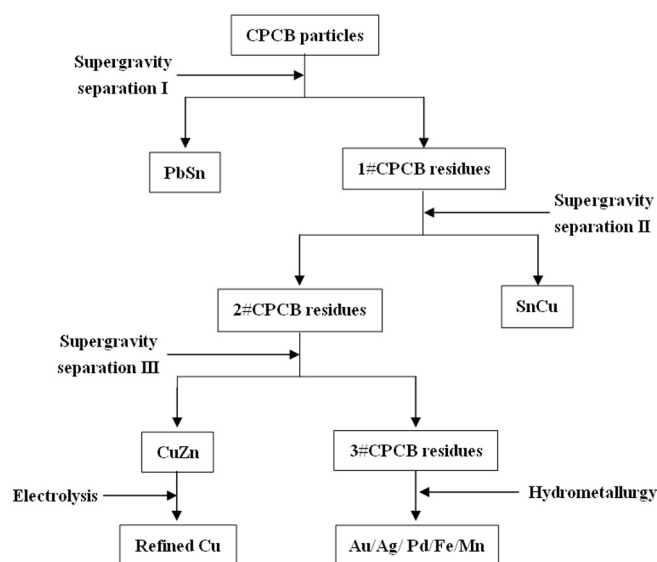 CPCB particles
Supergravity
separation I
PbSn
1#CPCB residues
Supergravity
separation II
2#CPCB residues
SnCu
Supergravity
separation III
CuZn
3#CPCB residues
Electrolysis
Hydrometallurgy
Refined Cu
Au/Ag/ Pd/Fe/Mn